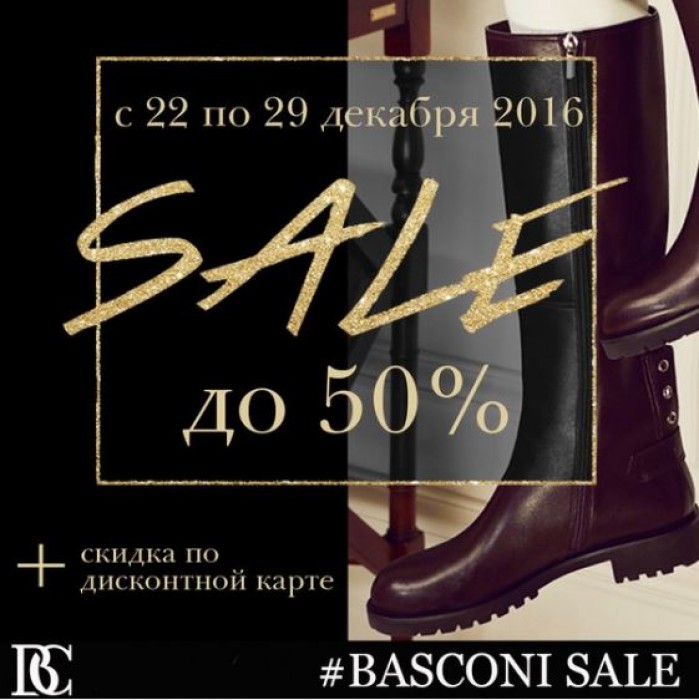 с 22 по 29 декабря 2016
SALE
до 50%
+ скидка по
дисконтной карте
BC #BASCONI SALE